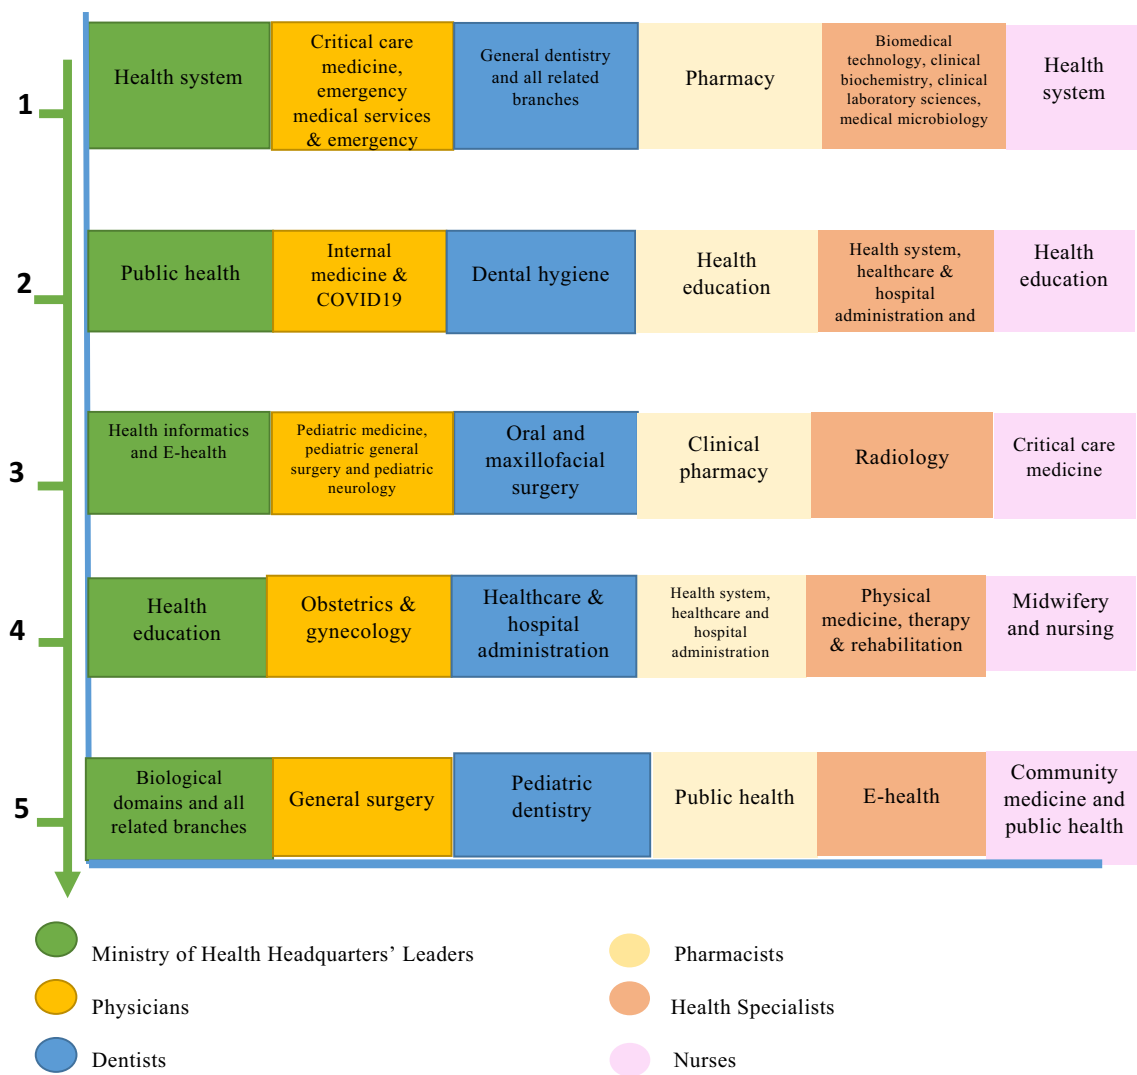 1
Health system
Critical care
medicine,
emergency
medical services
& emergency
General dentistry
and all related
branches
Pharmacy
Biomedical
technology, clinical
biochemistry, clinical
laboratory sciences,
medical microbiology
Health
system
2
Public health
Internal
medicine &
COVID19
Dental hygiene
Health
education
Health system,
healthcare &
hospital
administration and
Health
education
3
Health informatics
and E-health
Pediatric medicine,
pediatric general
surgery and pediatric
neurology
Oral and
maxillofacial
surgery
Clinical
pharmacy
Radiology
Critical care
medicine
4
Health
education
Obstetrics &
gynecology
Healthcare &
hospital
administration
Health system,
healthcare and
hospital
administration
Physical
medicine, therapy
& rehabilitation
Midwifery
and nursing
5
Biological
domains and all
related branches
General surgery
Pediatric
dentistry
Public health
E-health
Community
medicine and
public health
Ministry of Health Headquarters’ Leaders
Physicians
Dentists
Pharmacists
Health Specialists
Nurses